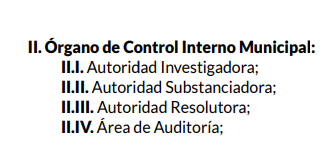 II. Órgano de Control Interno Municipal:
II.I. Autoridad Investigadora;
II.II. Autoridad Substanciadora;
II.III. Autoridad Resolutora;
II.IV. Área de Auditoría;